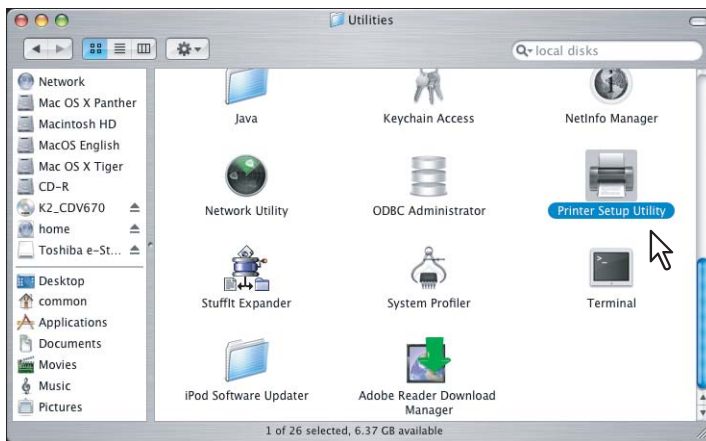 Utilities
local disks
Network
Mac OS X Panther
Macintosh HD
MacOS English
Mac OS X Tiger
CD-R
K2_CDV670
home
Toshiba e-St...
Desktop
common
Applications
Documents
Movies
Music
Pictures
Java
Keychain Access
NetInfo Manager
Network Utility
ODBC Administrator
Printer Setup Utility
StuffIt Expander
System Profiler
Terminal
iPod Software Updater
Adobe Reader Download
Manager
1 of 26 selected, 6.37 GB available